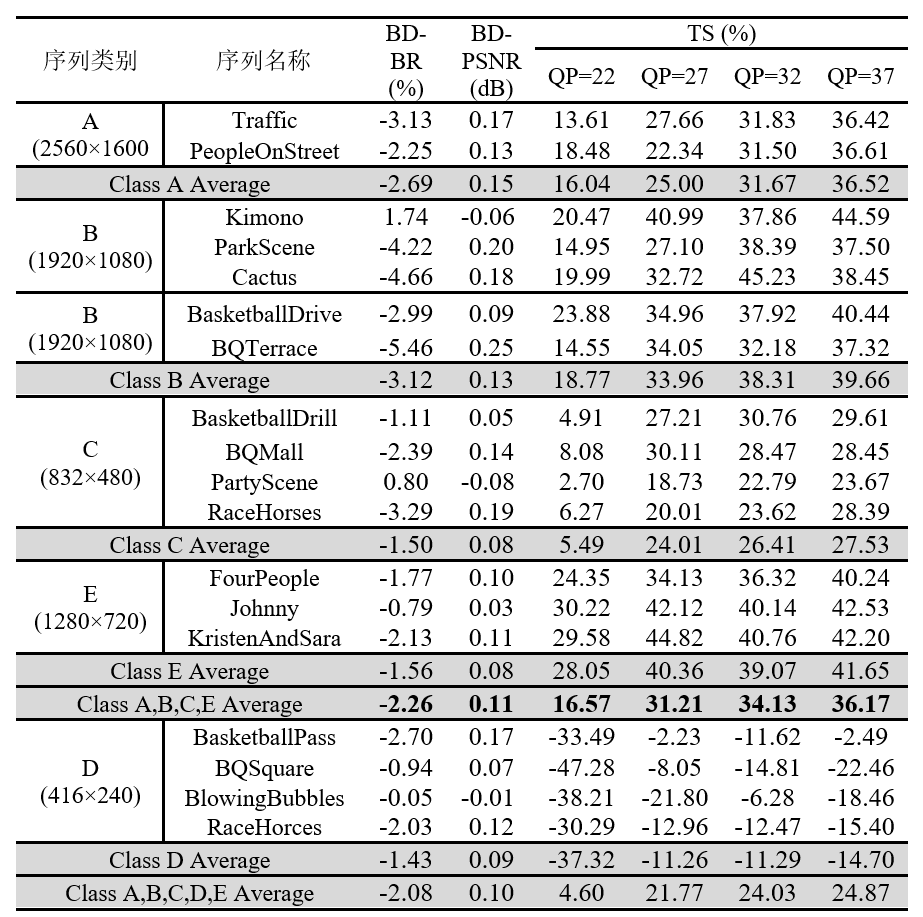 序列类别 序列名称 BD-BR (%) BD-PSNR (dB) TS (%)
QP=22 QP=27 QP=32 QP=37
A (2560×1600 Traffic -3.13 0.17 13.61 27.66 31.83 36.42
PeopleOnStreet -2.25 0.13 18.48 22.34 31.50 36.61
Class A Average -2.69 0.15 16.04 25.00 31.67 36.52
B (1920×1080) Kimono 1.74 -0.06 20.47 40.99 37.86 44.59
ParkScene -4.22 0.20 14.95 27.10 38.39 37.50
Cactus -4.66 0.18 19.99 32.72 45.23 38.45
B (1920×1080) BasketballDrive -2.99 0.09 23.88 34.96 37.92 40.44
BQTerrace -5.46 0.25 14.55 34.05 32.18 37.32
Class B Average -3.12 0.13 18.77 33.96 38.31 39.66
C (832×480) BasketballDrill -1.11 0.05 4.91 27.21 30.76 29.61
BQMall -2.39 0.14 8.08 30.11 28.47 28.45
PartyScene 0.80 -0.08 2.70 18.73 22.79 23.67
RaceHorses -3.29 0.19 6.27 20.01 23.62 28.39
Class C Average -1.50 0.08 5.49 24.01 26.41 27.53
E (1280×720) FourPeople -1.77 0.10 24.35 34.13 36.32 40.24
Johnny -0.79 0.03 30.22 42.12 40.14 42.53
KristenAndSara -2.13 0.11 29.58 44.82 40.76 42.20
Class E Average -1.56 0.08 28.05 40.36 39.07 41.65
Class A,B,C,E Average -2.26 0.11 16.57 31.21 34.13 36.17
D (416×240) BasketballPass -2.70 0.17 -33.49 -2.23 -11.62 -2.49
BQSquare -0.94 0.07 -47.28 -8.05 -14.81 -22.46
BlowingBubbles -0.05 -0.01 -38.21 -21.80 -6.28 -18.46
RaceHorces -2.03 0.12 -30.29 -12.96 -12.47 -15.40
Class D Average -1.43 0.09 -37.32 -11.26 -11.29 -14.70
Class A,B,C,D,E Average -2.08 0.10 4.60 21.77 24.03 24.87